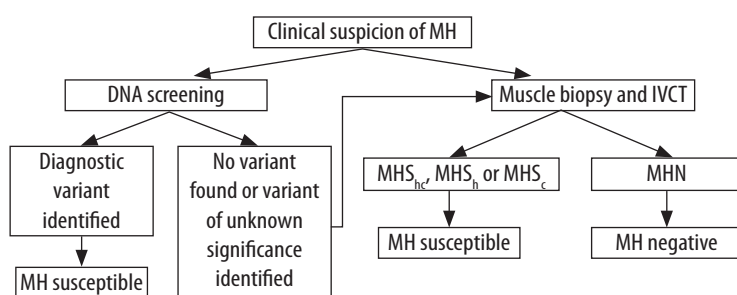 Clinical suspicion of MH
DNA screening
Muscle biopsy and IVCT
Diagnostic
variant
identified
No variant
found or variant
of unknown
significance
identified
MHShc, MHSh or MHSc
MHN
MH susceptible
MH susceptible
MH negative